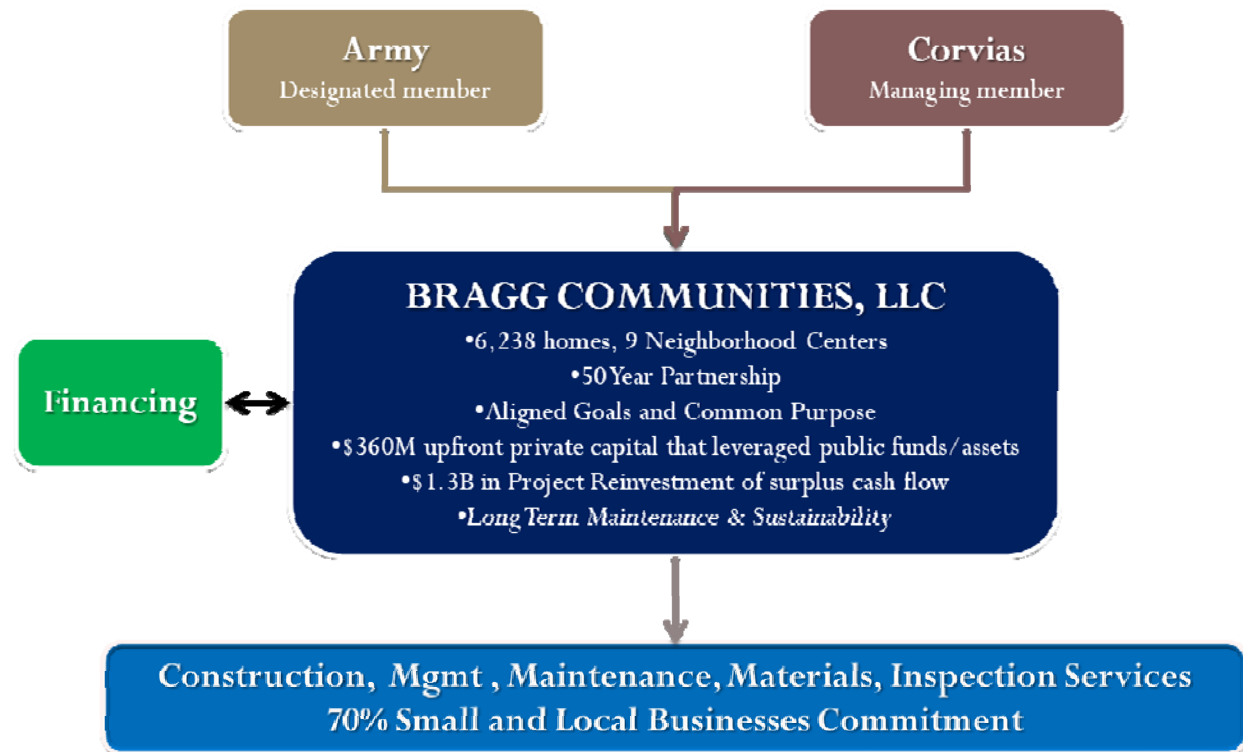 Army
Designated member
Corvias
Managing member
BRAGG COMMUNITIES, LLC
•6,238 homes, 9 Neighborhood Centers
•50 Year Partnership
•Aligned Goals and Common Purpose
•$360M upfront private capital that leveraged public funds/assets
•$1.3B in Project Reinvestment of surplus cash flow
•Long Term Maintenance & Sustainability
Financing
Construction, Mgmt , Maintenance, Materials, Inspection Services
70% Small and Local Businesses Commitment